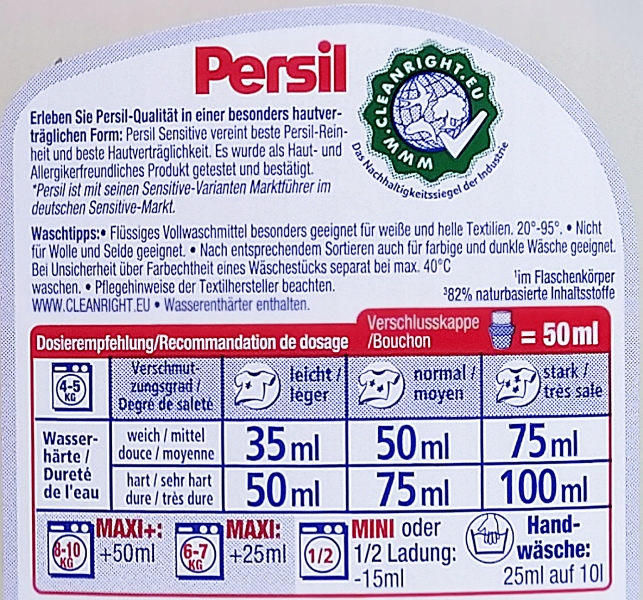 Persil
WWW.CLEANRIGHT.EU
Das Nachhaltigkeitssiegel der Industrie
Erleben Sie Persil-Qualität in einer besonders hautver-
träglichen Form: Persil Sensitive vereint beste Persil-Rein-
heit und beste Hautverträglichkeit. Es wurde als Haut- und
Allergikerfreundliches Produkt getestet und bestätigt.
*Persil ist mit seinen Sensitive-Varianten Marktführer im
deutschen Sensitive-Markt.
Waschtipps:• Flüssiges Vollwaschmittel besonders geeignet für weiße und helle Textilien. 20°-95°. • Nicht
für Wolle und Seide geeignet. • Nach entsprechendem Sortieren auch für farbige und dunkle Wäsche geeignet.
Bei Unsicherheit über Farbechtheit eines Wäschestücks separat bei max. 40°C
waschen. • Pflegehinweise der Textilhersteller beachten.
WWW.CLEANRIGHT.EU • Wasserenthärter enthalten.
¹im Flaschenkörper
³82% naturbasierte Inhaltsstoffe
Dosierempfehlung/Recommandation de dosage
Verschlusskappe
/Bouchon
= 50ml
4-5
KG
Verschmut-
zungsgrad /
Degré de saleté
leicht /
léger
normal /
moyen
stark /
très sale
Wasser-
härte /
Dureté
de l'eau
weich / mittel
douce / moyenne
35ml
50ml
75ml
hart / sehr hart
dure / très dure
50ml
75ml
100ml
8-10
KG
MAXI+:
+50ml
6-7
KG
MAXI:
+25ml
1/2
MINI oder
1/2 Ladung:
-15ml
Hand-
wäsche:
25ml auf 10l